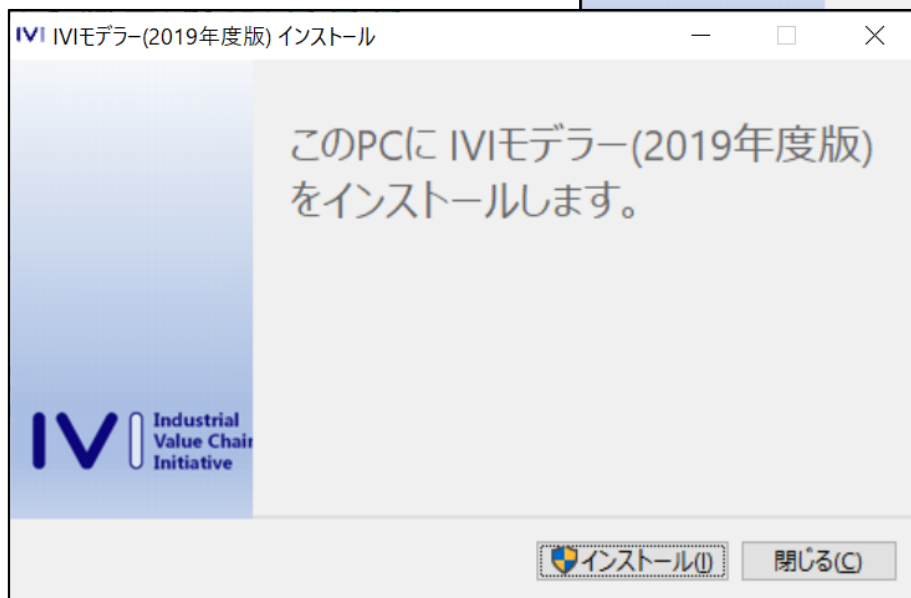 IVI IVIモデラー(2019年度版) インストール
このPCに IVIモデラー(2019年度版)
をインストールします。
IVI
Industrial
Value Chain
Initiative
インストール(I)
閉じる(C)